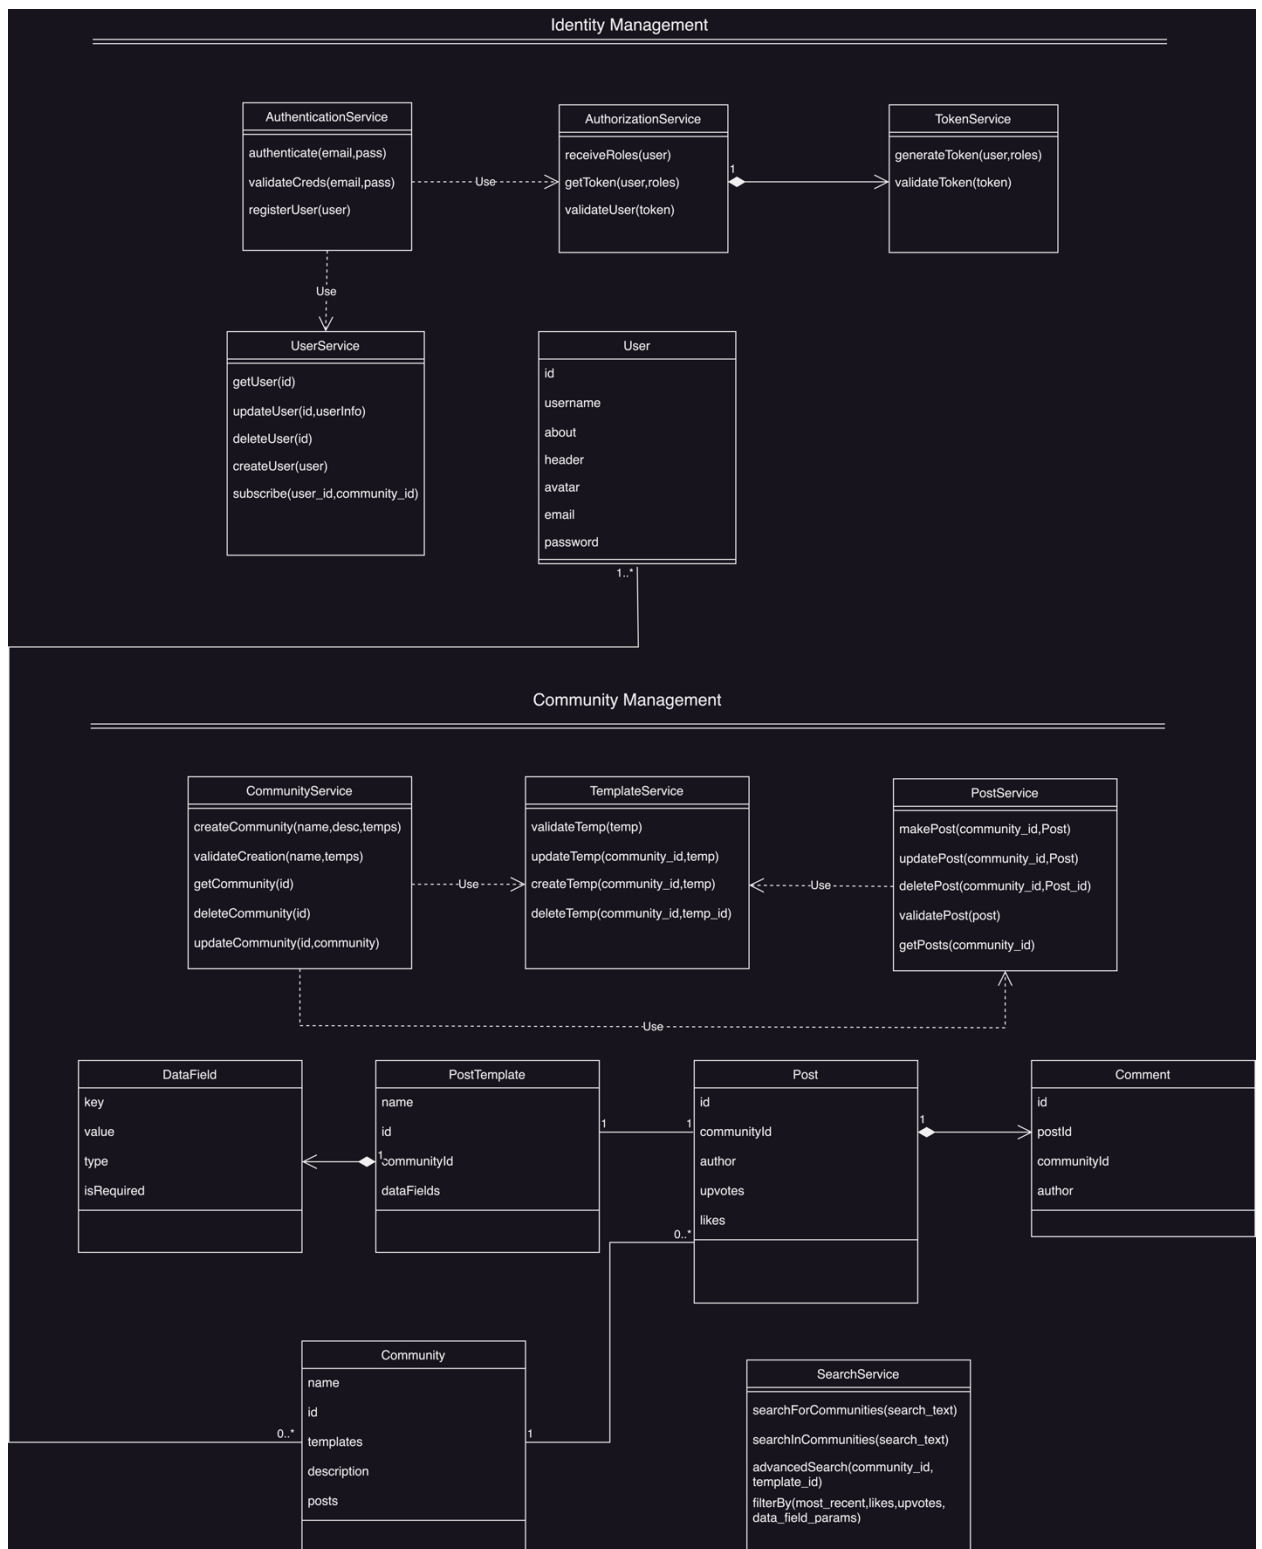 Identity Management
AuthenticationService
authenticate(email,pass)
validateCreds(email,pass)
registerUser(user)
Use
AuthorizationService
receiveRoles(user)
getToken(user,roles)
validateUser(token)
1
TokenService
generateToken(user,roles)
validateToken(token)
Use
UserService
getUser(id)
updateUser(id,userInfo)
deleteUser(id)
createUser(user)
subscribe(user_id,community_id)
User
id
username
about
header
avatar
email
password
1..*
Community Management
CommunityService
createCommunity(name,desc,temps)
validateCreation(name,temps)
getCommunity(id)
deleteCommunity(id)
updateCommunity(id,community)
Use
TemplateService
validateTemp(temp)
updateTemp(community_id,temp)
createTemp(community_id,temp)
deleteTemp(community_id,temp_id)
Use
PostService
makePost(community_id,Post)
updatePost(community_id,Post)
deletePost(community_id,Post_id)
validatePost(post)
getPosts(community_id)
Use
DataField
key
value
type
isRequired
PostTemplate
name
id
1
communityId
dataFields
1
1
Post
id
communityId
author
upvotes
likes
0..*
1
Comment
id
postId
communityId
author
Community
name
id
templates
description
posts
0..*
1
SearchService
searchForCommunities(search_text)
searchInCommunities(search_text)
advancedSearch(community_id,
template_id)
filterBy(most_recent,likes,upvotes,
data_field_params)